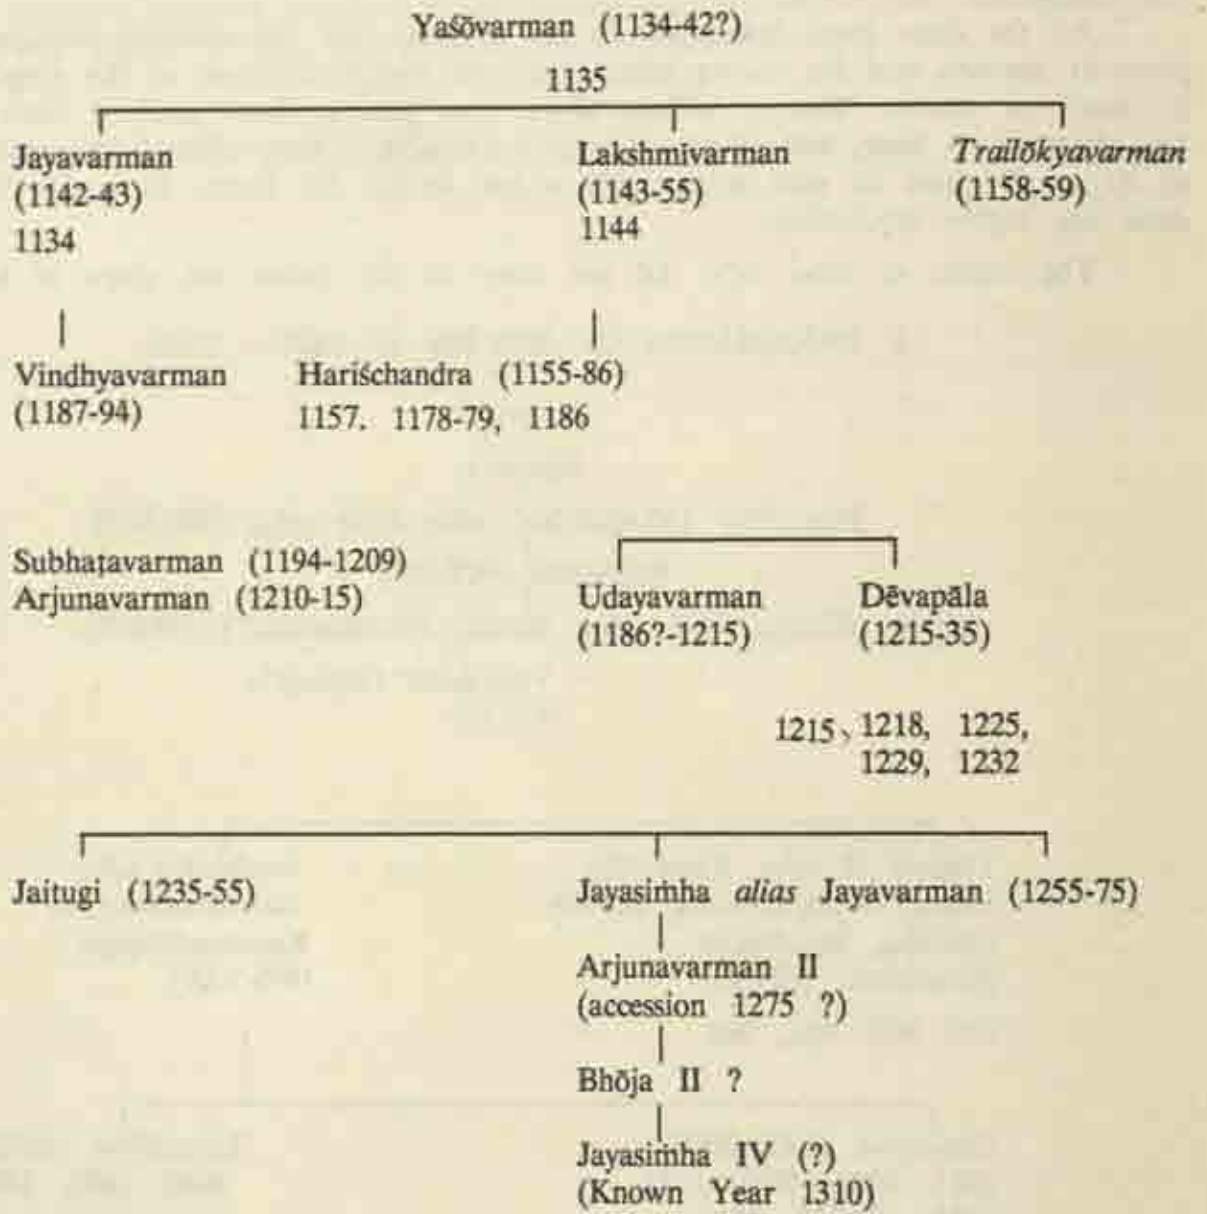 Yaśōvarman (1134-42?)
1135
Jayavarman
(1142-43)
1134
Lakshmīvarman
(1143-55)
1144
Trailōkyavarman
(1158-59)
Vindhyavarman
(1187-94)
Hariśchandra (1155-86)
1157. 1178-79, 1186
Subhaṭavarman (1194-1209)
Arjunavarman (1210-15)
Udayavarman
(1186?-1215)
Dēvapāla
(1215-35)
1215, 1218, 1225,
1229, 1232
Jaitugi (1235-55)
Jayasiṁha alias Jayavarman (1255-75)
Arjunavarman II
(accession 1275 ?)
Bhōja II ?
Jayasiṁha IV (?)
(Known Year 1310)